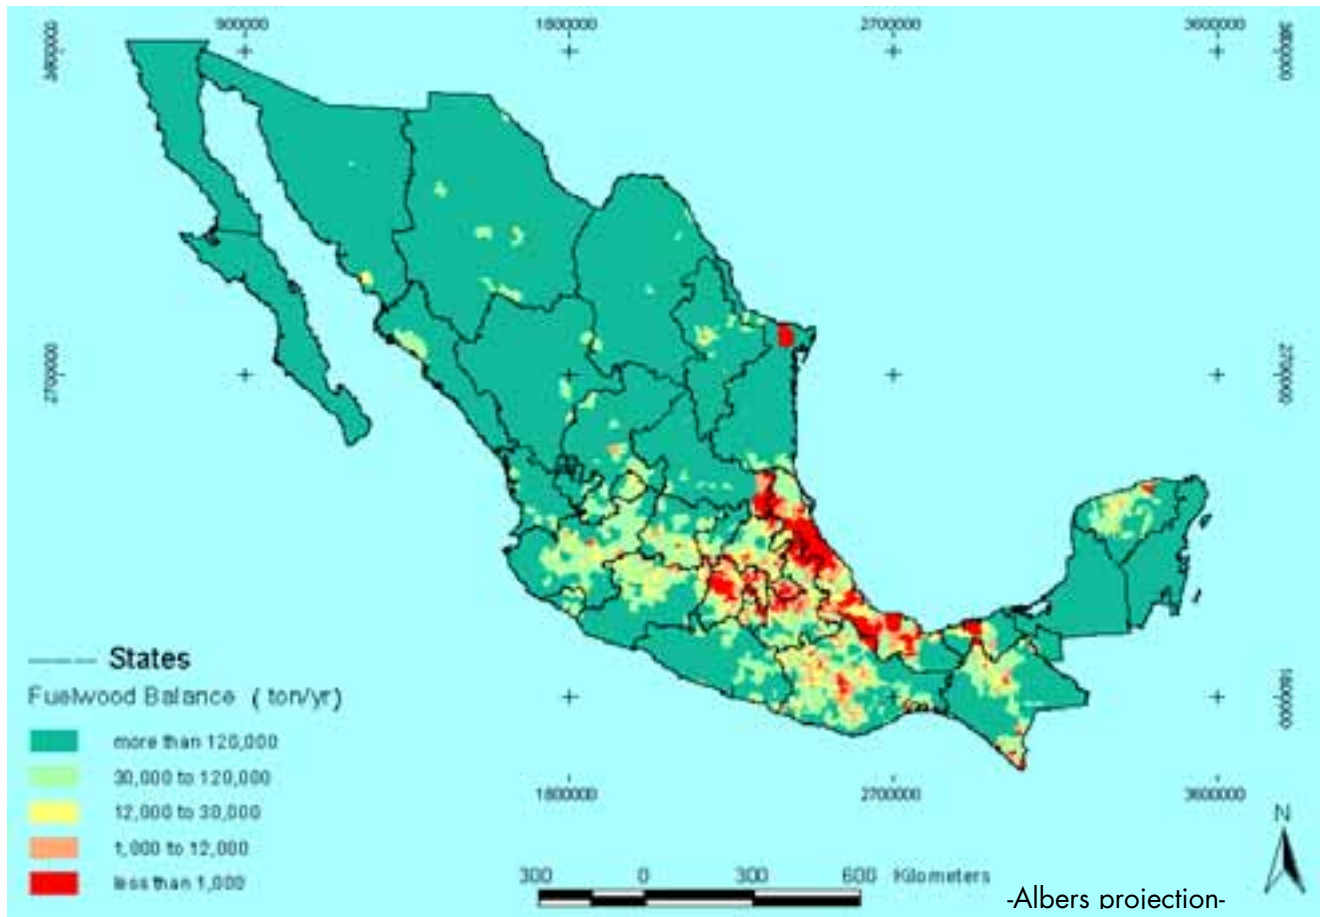 900000 1800000 2700000 3600000
3600000 3600000
2700000 2700000
1800000
States
Fuelwood Balance ( ton/yr)
more than 120,000
30,000 to 120,000
12,000 to 30,000
1,000 to 12,000
less than 1,000
1800000 2700000 3600000
N
300 0 300 600 Kilometers
-Albers projection-